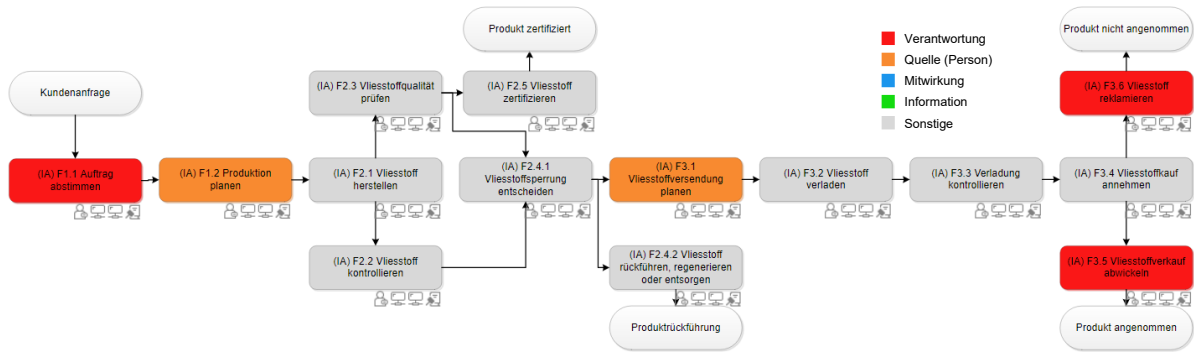 Produkt zertifiziert
Produkt nicht angenommen
Verantwortung
Quelle (Person)
Mitwirkung
Information
Sonstige
Kundenanfrage
(IA) F2.3 Vliesstoffqualität
prüfen
(IA) F2.5 Vliesstoff
zertifizieren
(IA) F3.6 Vliesstoff
reklamieren
(IA) F1.1 Auftrag
abstimmen
(IA) F1.2 Produktion
planen
(IA) F2.1 Vliesstoff
herstellen
(IA) F2.4.1
Vliesstoffsperrung
entscheiden
(IA) F3.1
Vliesstoffversendung
planen
(IA) F3.2 Vliesstoff
verladen
(IA) F3.3 Verladung
kontrollieren
(IA) F3.4 Vliesstoffkauf
annehmen
(IA) F2.2 Vliesstoff
kontrollieren
(IA) F2.4.2 Vliesstoff
rückführen, regenerieren
oder entsorgen
(IA) F3.5 Vliesstoffverkauf
abwickeln
Produktrückführung
Produkt angenommen